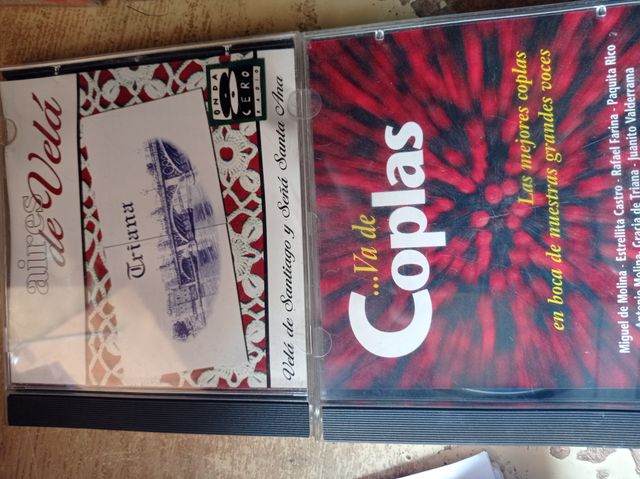 aires
de Velá
Triana
ONDA
CERO
RADIO
Velá de Santiago y Señá Santa Ana
...Va de
Coplas
Las mejores coplas
en boca de nuestras grandes voces
Miguel de Molina - Estrellita Castro - Rafael Farina - Paquita Rico
Molina - Gracia de Triana - Juanito Valderrama